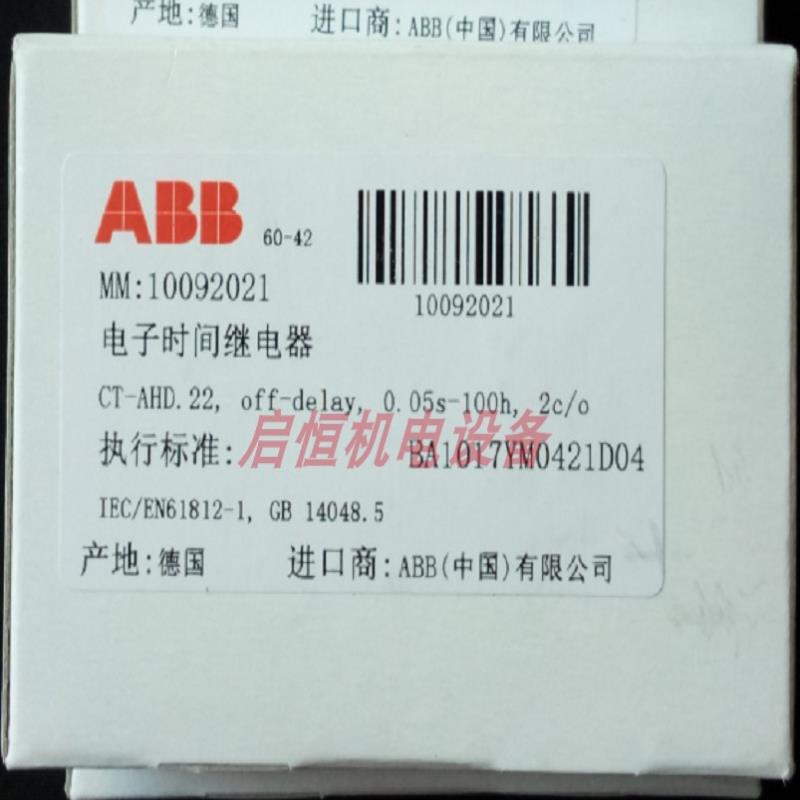 产地:德国 进口商:ABB(中国)有限公司
ABB 60-42
MM:10092021
10092021
电子时间继电器
CT-AHD.22, off-delay, 0.05s-100h, 2c/o
启恒机电设备
执行标准: BA1017YM0421D04
IEC/EN61812-1, GB 14048.5
产地:德国 进口商:ABB(中国)有限公司